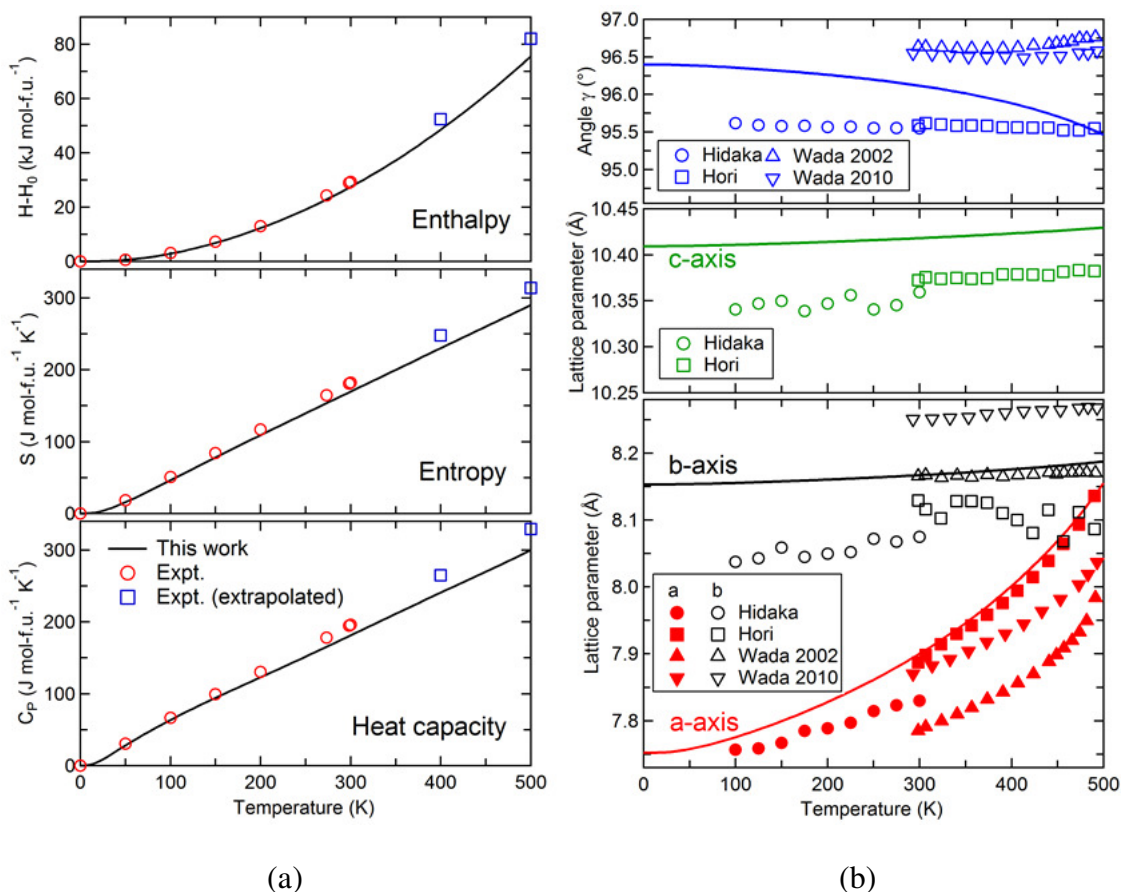 80
60
40
20
0
H-H₀ (kJ mol-f.u.⁻¹)
Enthalpy
300
200
100
0
S (J mol-f.u.⁻¹ K⁻¹)
Entropy
300
200
100
0
C_P (J mol-f.u.⁻¹ K⁻¹)
This work
Expt.
Expt. (extrapolated)
Heat capacity
0 100 200 300 400 500
Temperature (K)
(a)
96.5
96.0
95.5
95.0
Angle γ (°)
Hidaka Wada 2002
Hori Wada 2010
10.45
10.40
10.35
10.30
10.25
Lattice parameter (Å)
c-axis
Hidaka
Hori
8.2
8.1
8.0
7.9
7.8
Lattice parameter (Å)
b-axis
a b
Hidaka
Hori
Wada 2002
Wada 2010
a-axis
0 100 200 300 400 500
Temperature (K)
(b)